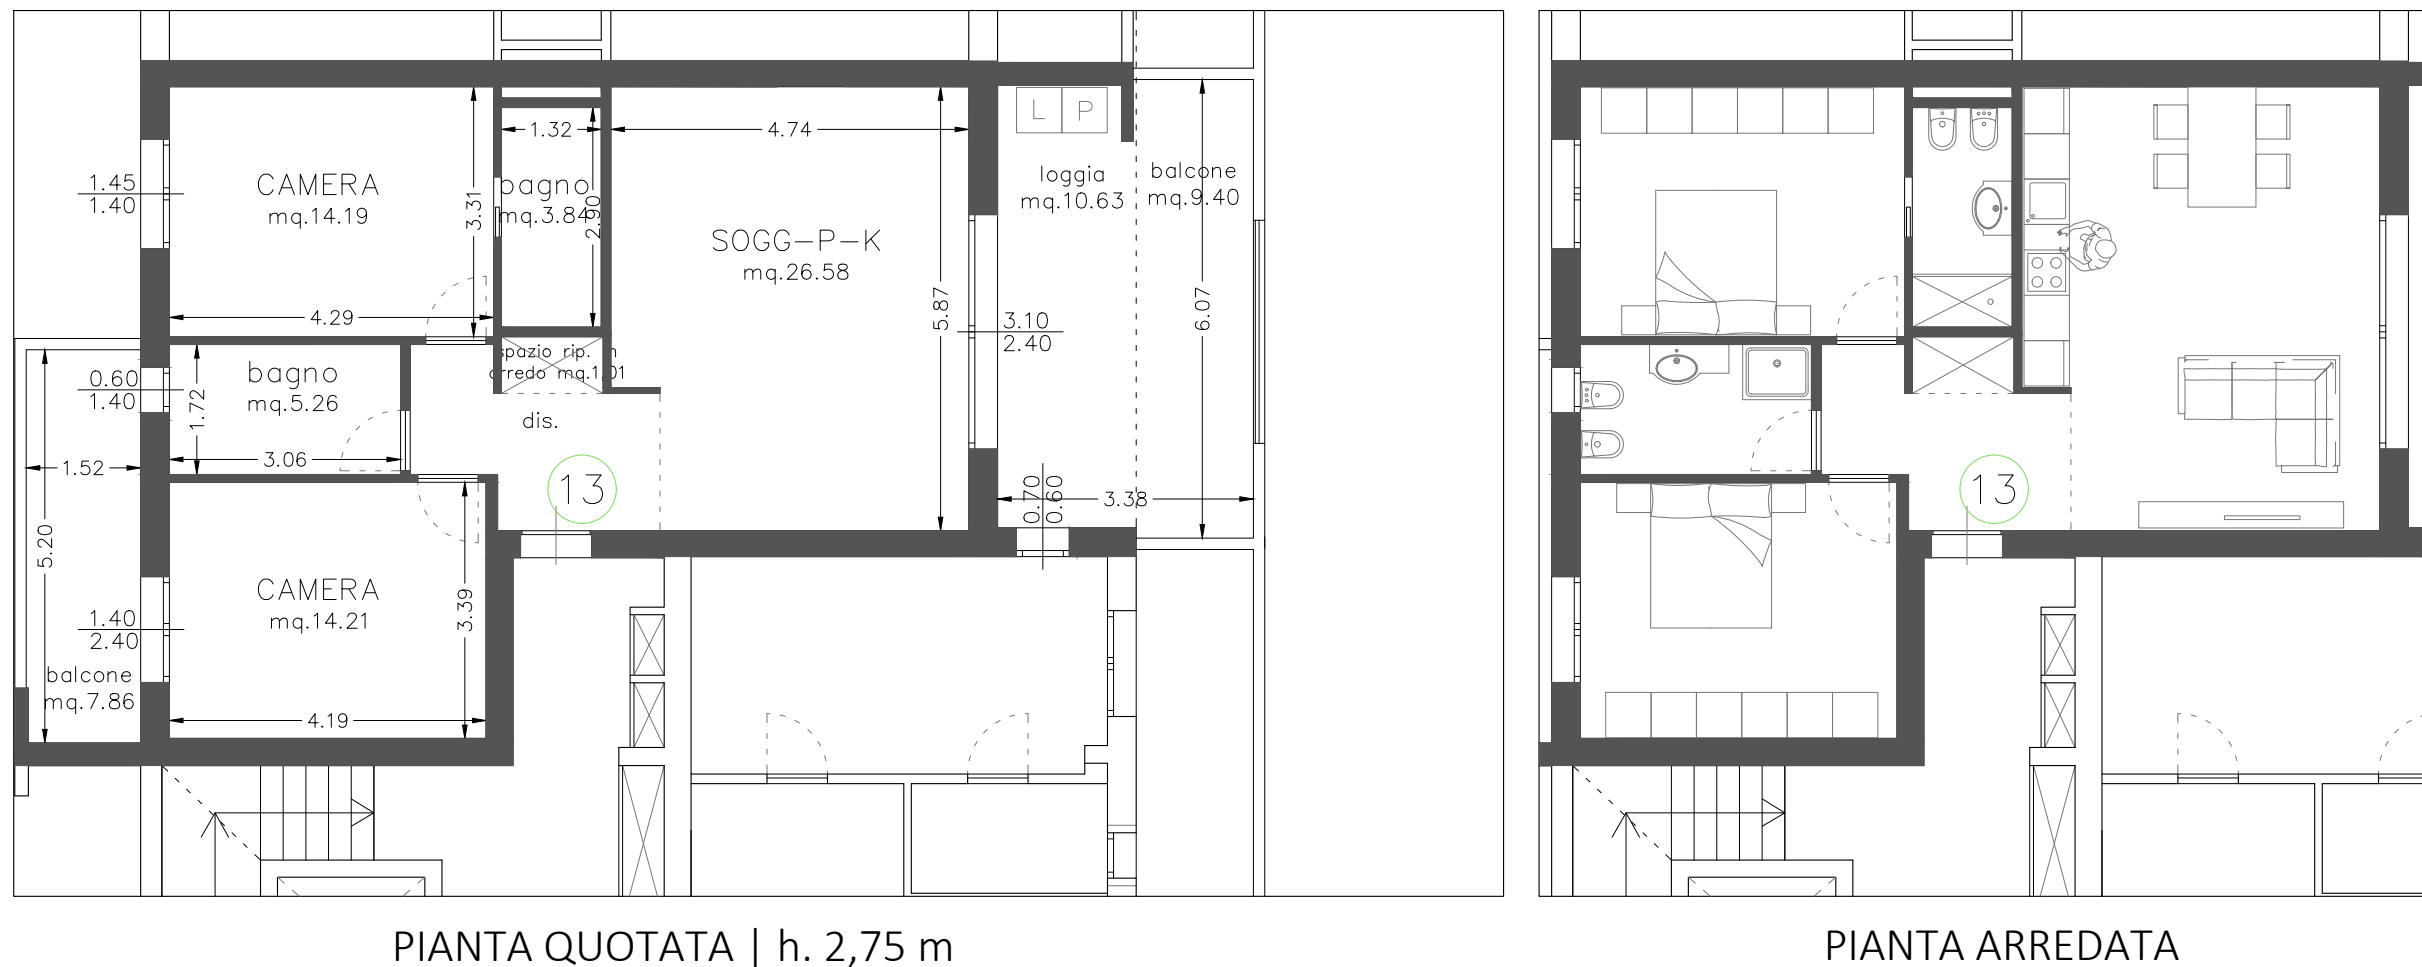 1.32
4.74
L P
CAMERA
mq.14.19
1.45
1.40
3.31
bagno
mq.3.84
2.90
SOGG-P-K
mq.26.58
loggia
mq.10.63
balcone
mq.9.40
4.29
5.87
3.10
2.40
6.07
spazio rip. in
arredo mq.1,01
0.60
1.40
1.72
bagno
mq.5.26
dis.
3.06
1.52
13
0.70
0.60
3.38
5.20
CAMERA
mq.14.21
3.39
1.40
2.40
balcone
mq.7.86
4.19
PIANTA QUOTATA | h. 2,75 m
13
PIANTA ARREDATA